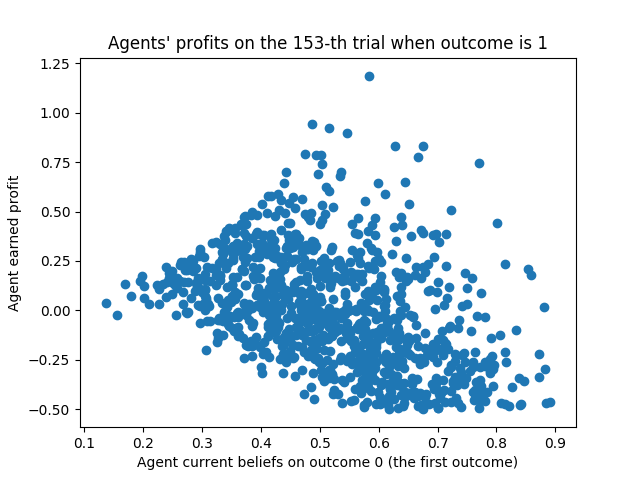 Agents' profits on the 153-th trial when outcome is 1
1.25
1.00
0.75
0.50
0.25
0.00
−0.25
−0.50
Agent earned profit
0.1 0.2 0.3 0.4 0.5 0.6 0.7 0.8 0.9
Agent current beliefs on outcome 0 (the first outcome)